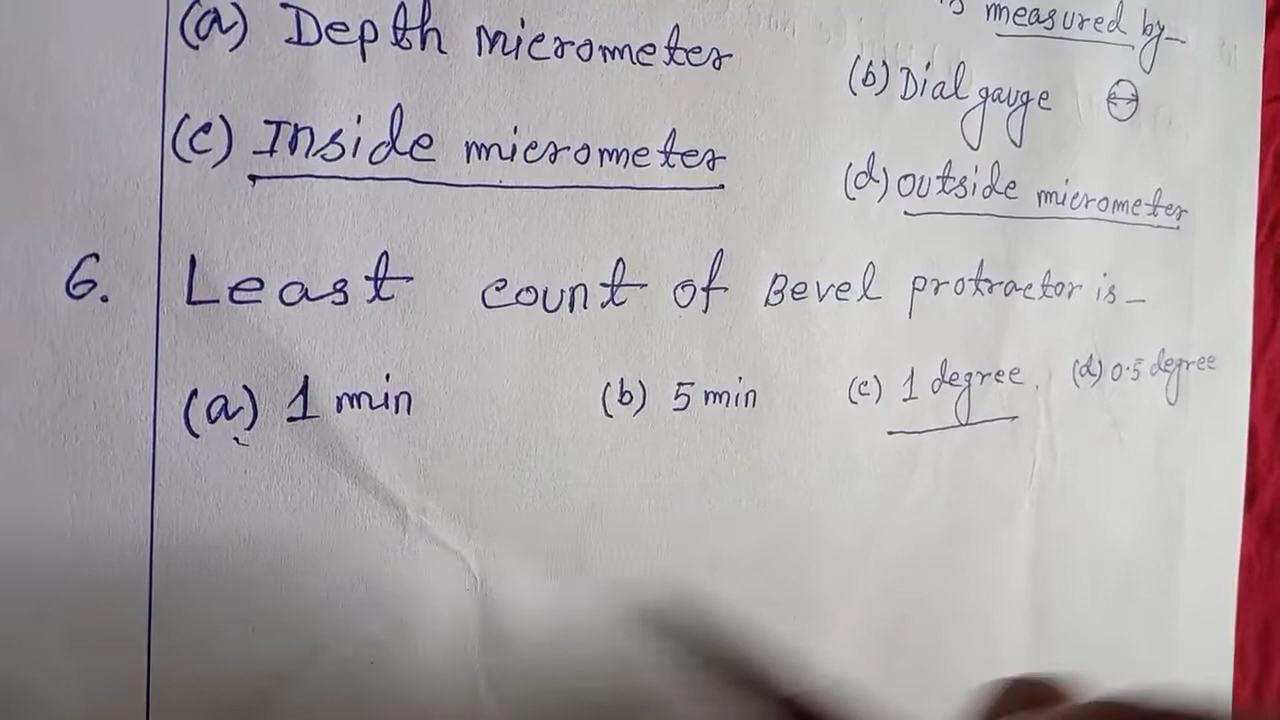 measured by-
(a) Depth micrometer (b) Dial gauge
(c) Inside micrometer (d) outside micrometer
6. Least count of Bevel protractor is-
(a) 1 min (b) 5 min (c) 1 degree. (d) 0.5 degree